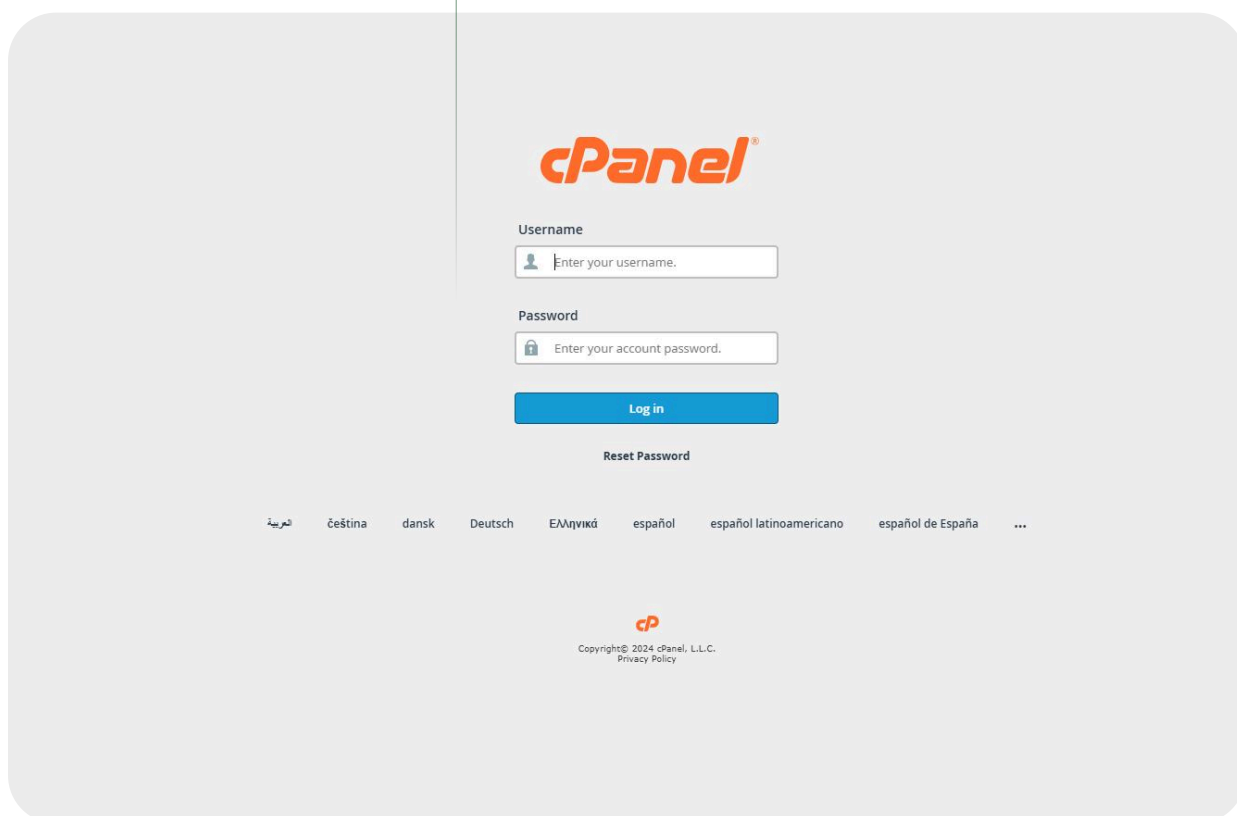 cPanel®
Username
Enter your username.
Password
Enter your account password.
Log in
Reset Password
العربية čeština dansk Deutsch Ελληνικά español español latinoamericano español de España ...
cP
Copyright© 2024 cPanel, L.L.C.
Privacy Policy